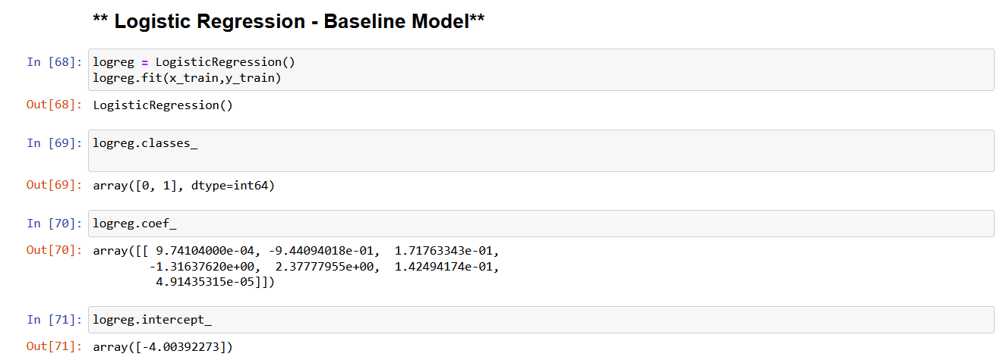 ** Logistic Regression - Baseline Model**
In [68]: logreg = LogisticRegression()
logreg.fit(x_train,y_train)
Out[68]: LogisticRegression()
In [69]: logreg.classes_
Out[69]: array([0, 1], dtype=int64)
In [70]: logreg.coef_
Out[70]: array([[ 9.74104000e-04, -9.44094018e-01,  1.71763343e-01,
-1.31637620e+00,  2.37777955e+00,  1.42494174e-01,
4.91435315e-05]])
In [71]: logreg.intercept_
Out[71]: array([-4.00392273])